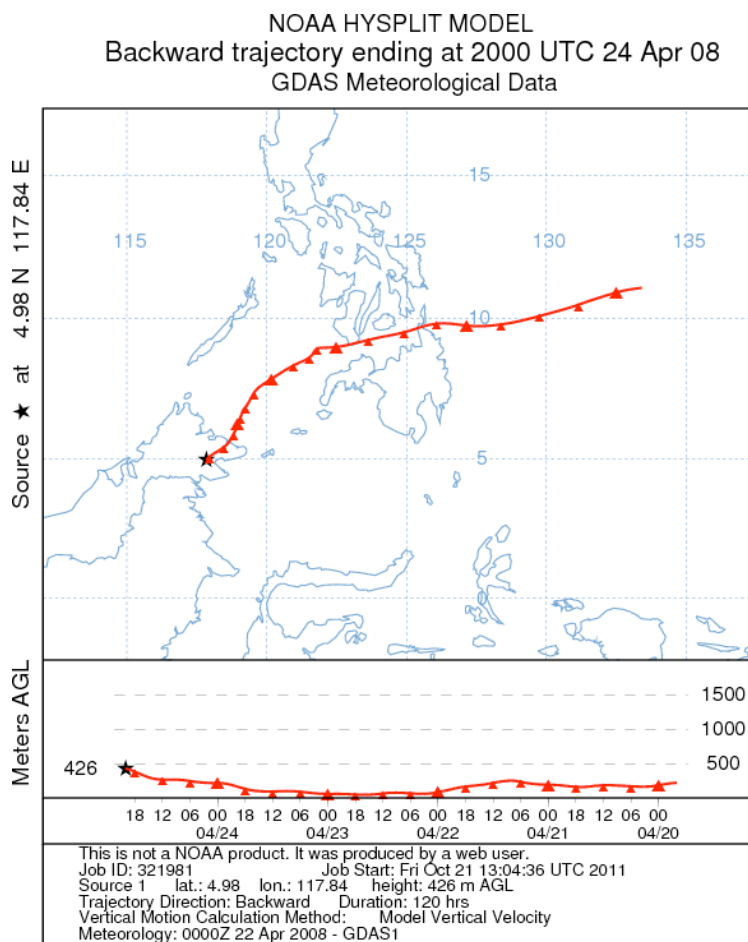 NOAA HYSPLIT MODEL
Backward trajectory ending at 2000 UTC 24 Apr 08
GDAS Meteorological Data
Source ★ at 4.98 N 117.84 E
15
115 120 125 130 135
10
5
0
Meters AGL
1500
1000
426 500
18 12 06 00 18 12 06 00 18 12 06 00 18 12 06 00 18 12 06 00
04/24 04/23 04/22 04/21 04/20
This is not a NOAA product. It was produced by a web user.
Job ID: 321981 Job Start: Fri Oct 21 13:04:36 UTC 2011
Source 1 lat.: 4.98 lon.: 117.84 height: 426 m AGL
Trajectory Direction: Backward Duration: 120 hrs
Vertical Motion Calculation Method: Model Vertical Velocity
Meteorology: 0000Z 22 Apr 2008 - GDAS1